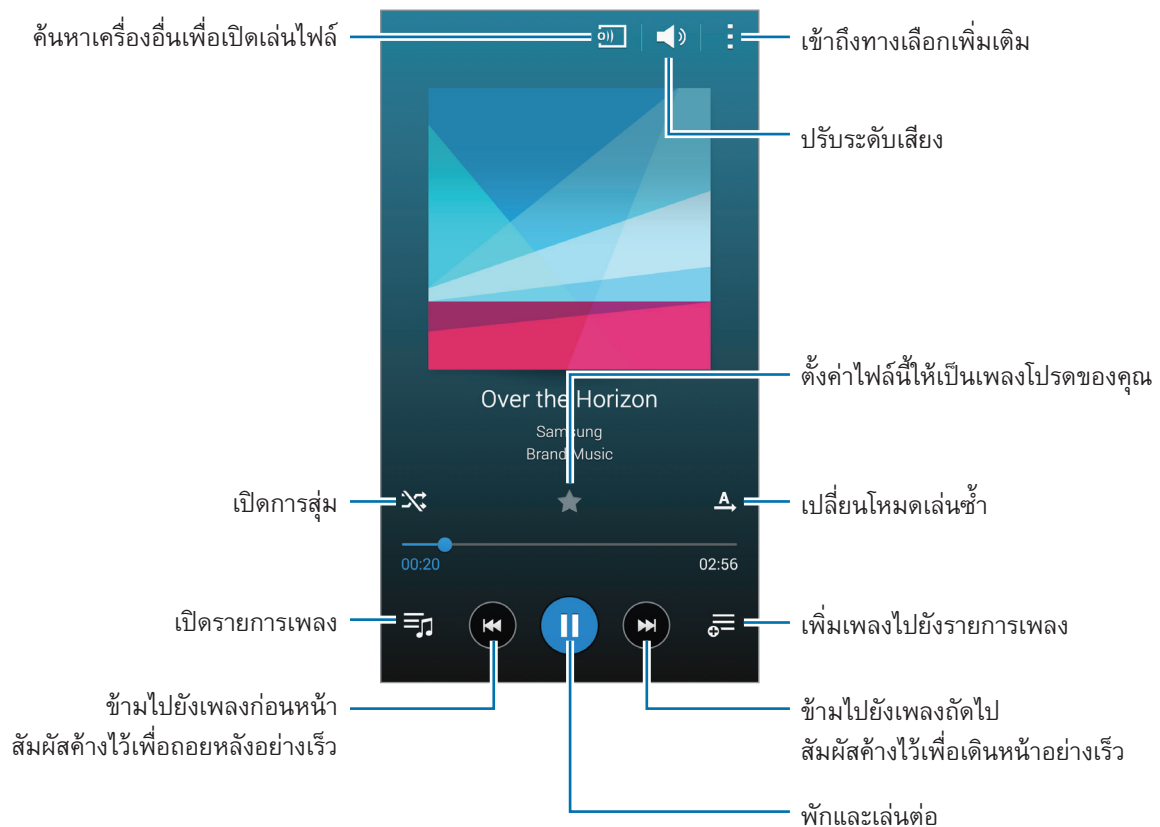 ค้นหาเครื่องอื่นเพื่อเปิดเล่นไฟล์
เข้าถึงทางเลือกเพิ่มเติม
ปรับระดับเสียง
ตั้งค่าไฟล์นี้ให้เป็นเพลงโปรดของคุณ
Over the Horizon
Samsung
Brand Music
เปิดการสุ่ม
A
เปลี่ยนโหมดเล่นซ้ำ
00:20
02:56
เปิดรายการเพลง
เพิ่มเพลงไปยังรายการเพลง
ข้ามไปยังเพลงก่อนหน้า
สัมผัสค้างไว้เพื่อถอยหลังอย่างเร็ว
ข้ามไปยังเพลงถัดไป
สัมผัสค้างไว้เพื่อเดินหน้าอย่างเร็ว
พักและเล่นต่อ